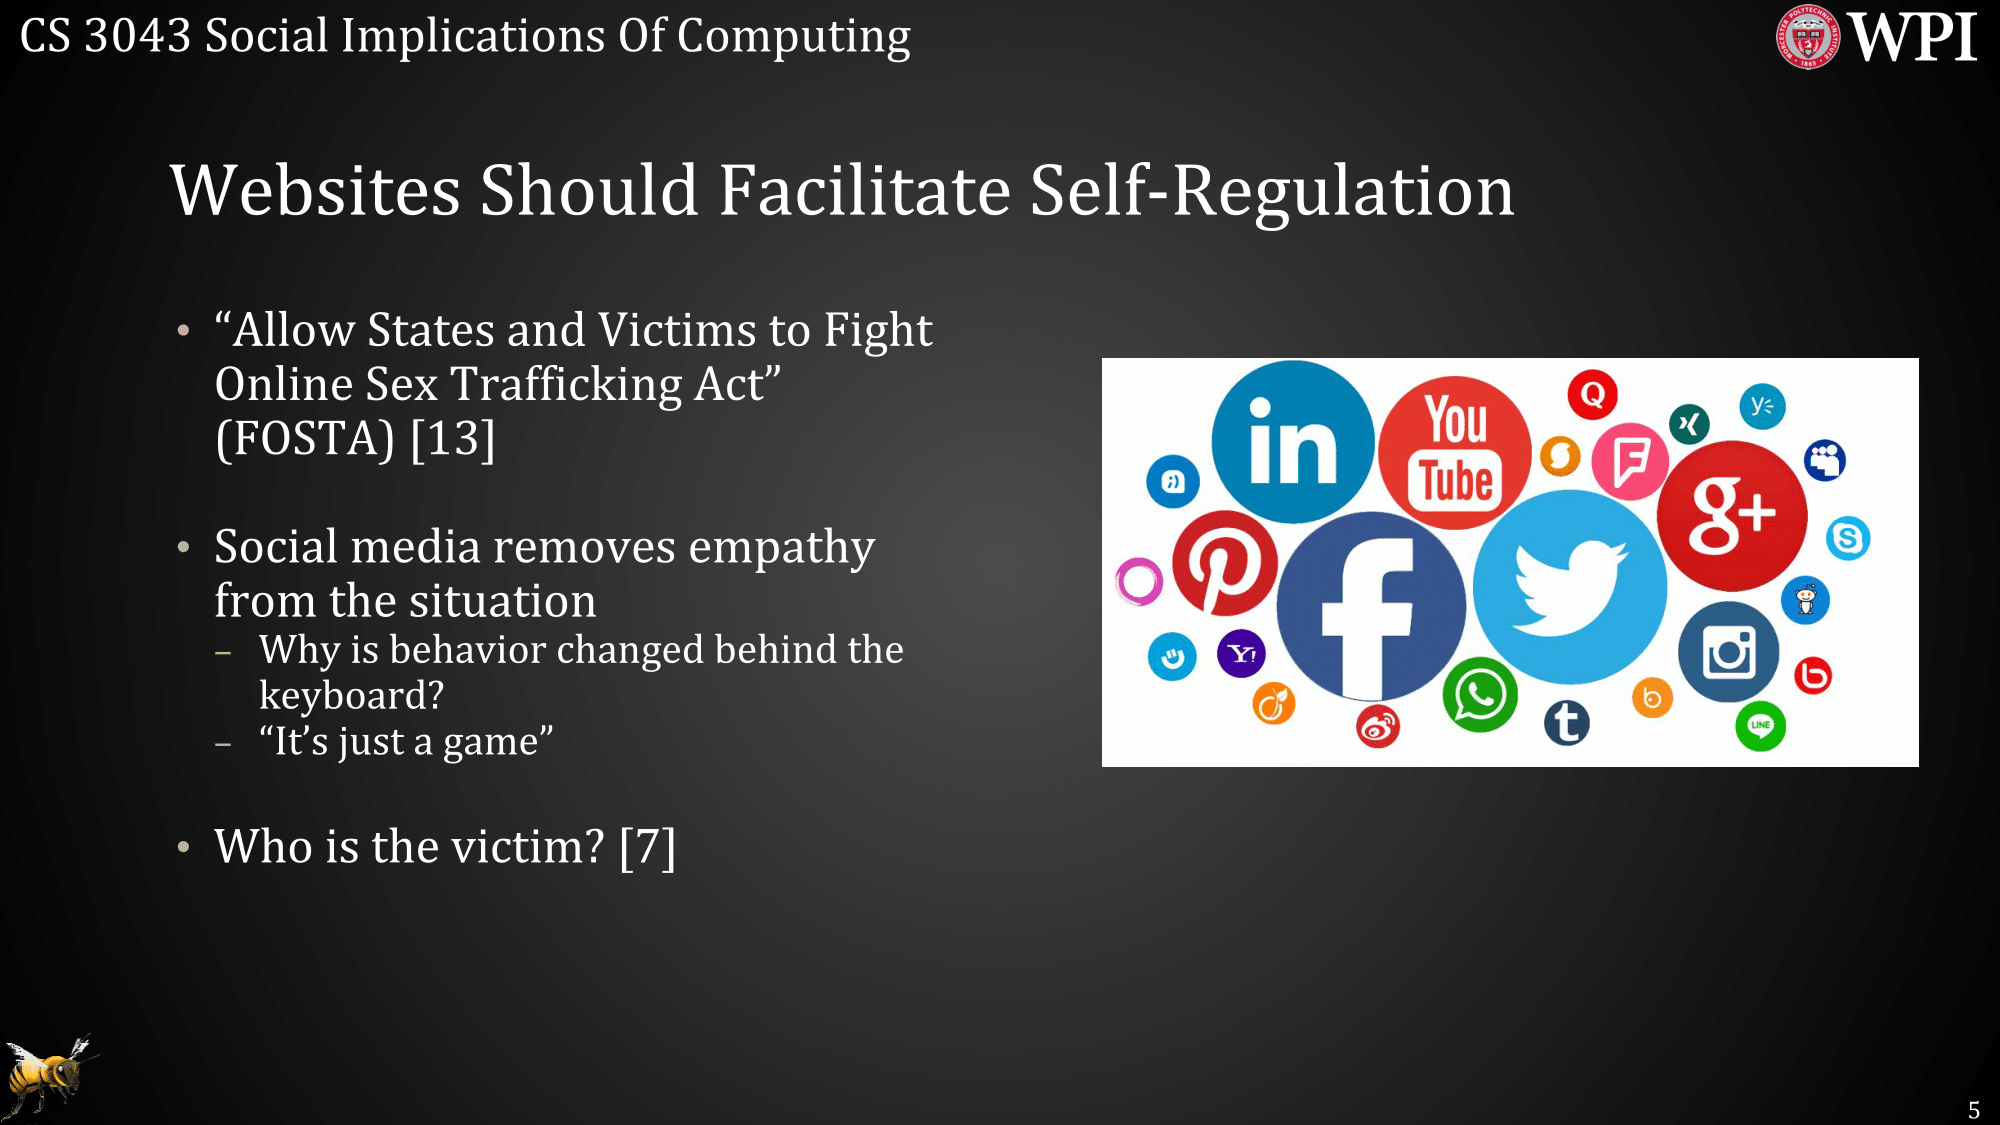 CS 3043 Social Implications Of Computing
WPI
Websites Should Facilitate Self-Regulation
• “Allow States and Victims to Fight
Online Sex Trafficking Act”
(FOSTA) [13]
• Social media removes empathy
from the situation
– Why is behavior changed behind the
keyboard?
– “It’s just a game”
• Who is the victim? [7]
in
You
Tube
Q
y
g+
S
Y!
t
b
b
LINE
5